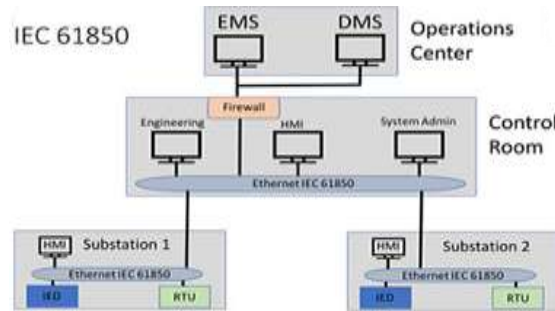 IEC 61850
EMS
DMS
Operations
Center
Firewall
Engineering
HMI
System Admin
Control
Room
Ethernet IEC 61850
HMI
Substation 1
Ethernet IEC 61850
IED
RTU
HMI
Substation 2
Ethernet IEC 61850
IED
RTU